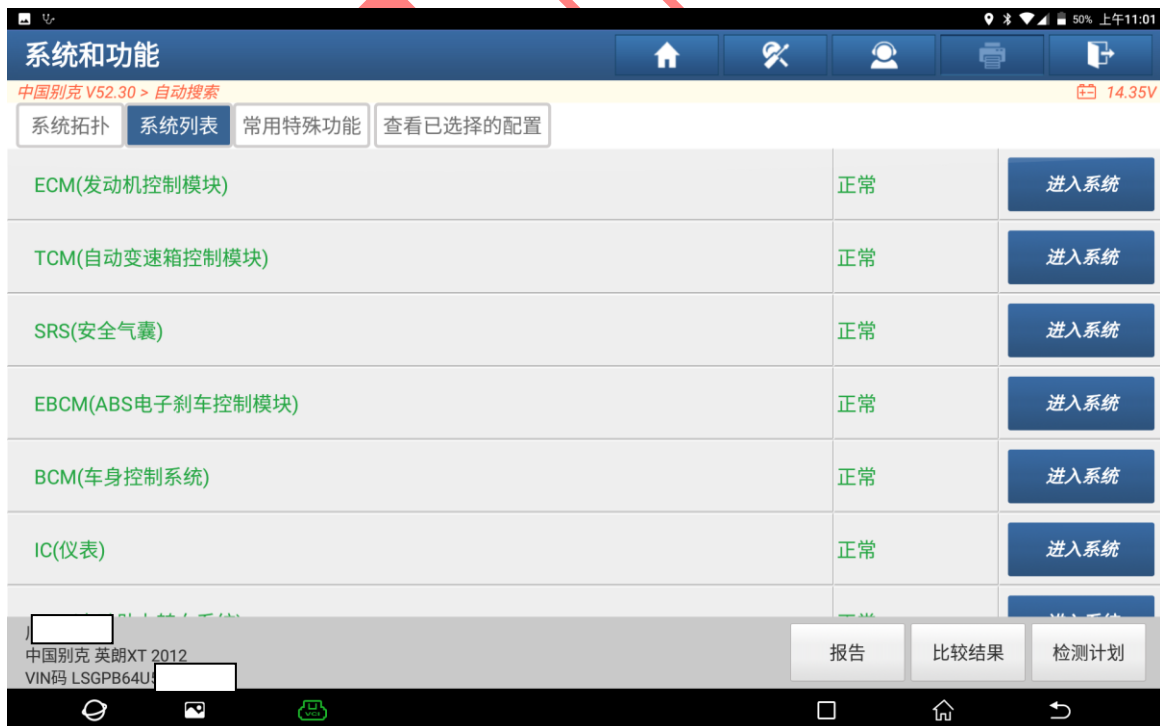 50% 上午11:01
系统和功能
中国别克 V52.30 > 自动搜索
14.35V
系统拓扑 系统列表 常用特殊功能 查看已选择的配置
ECM(发动机控制模块) 正常 进入系统
TCM(自动变速箱控制模块) 正常 进入系统
SRS(安全气囊) 正常 进入系统
EBCM(ABS电子刹车控制模块) 正常 进入系统
BCM(车身控制系统) 正常 进入系统
IC(仪表) 正常 进入系统
中国别克 英朗XT 2012
VIN码 LSGPB64U
报告 比较结果 检测计划
VCI